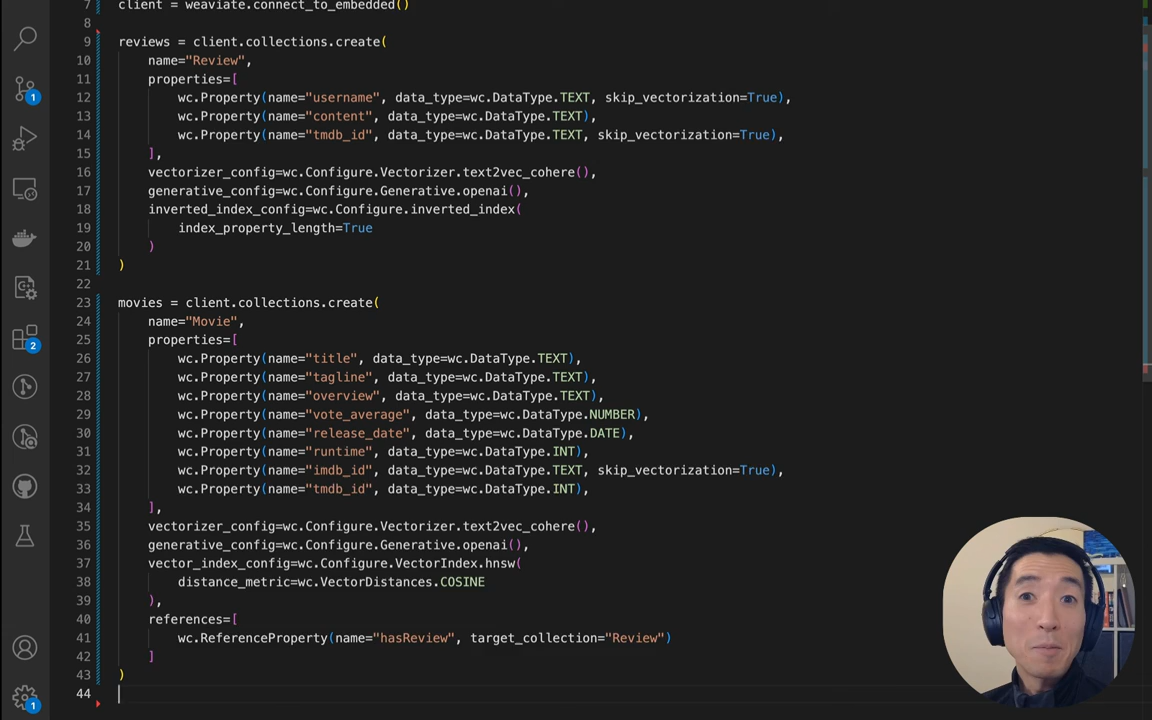 7 client = weaviate.connect_to_embedded()
8
9 reviews = client.collections.create(
10 name="Review",
11 properties=[
12 wc.Property(name="username", data_type=wc.DataType.TEXT, skip_vectorization=True),
13 wc.Property(name="content", data_type=wc.DataType.TEXT),
14 wc.Property(name="tmdb_id", data_type=wc.DataType.TEXT, skip_vectorization=True),
15 ],
16 vectorizer_config=wc.Configure.Vectorizer.text2vec_cohere(),
17 generative_config=wc.Configure.Generative.openai(),
18 inverted_index_config=wc.Configure.inverted_index(
19 index_property_length=True
20 )
21 )
22
23 movies = client.collections.create(
24 name="Movie",
25 properties=[
26 wc.Property(name="title", data_type=wc.DataType.TEXT),
27 wc.Property(name="tagline", data_type=wc.DataType.TEXT),
28 wc.Property(name="overview", data_type=wc.DataType.TEXT),
29 wc.Property(name="vote_average", data_type=wc.DataType.NUMBER),
30 wc.Property(name="release_date", data_type=wc.DataType.DATE),
31 wc.Property(name="runtime", data_type=wc.DataType.INT),
32 wc.Property(name="imdb_id", data_type=wc.DataType.TEXT, skip_vectorization=True),
33 wc.Property(name="tmdb_id", data_type=wc.DataType.INT),
34 ],
35 vectorizer_config=wc.Configure.Vectorizer.text2vec_cohere(),
36 generative_config=wc.Configure.Generative.openai(),
37 vector_index_config=wc.Configure.VectorIndex.hnsw(
38 distance_metric=wc.VectorDistances.COSINE
39 ),
40 references=[
41 wc.ReferenceProperty(name="hasReview", target_collection="Review")
42 ]
43 )
44
1
2
1